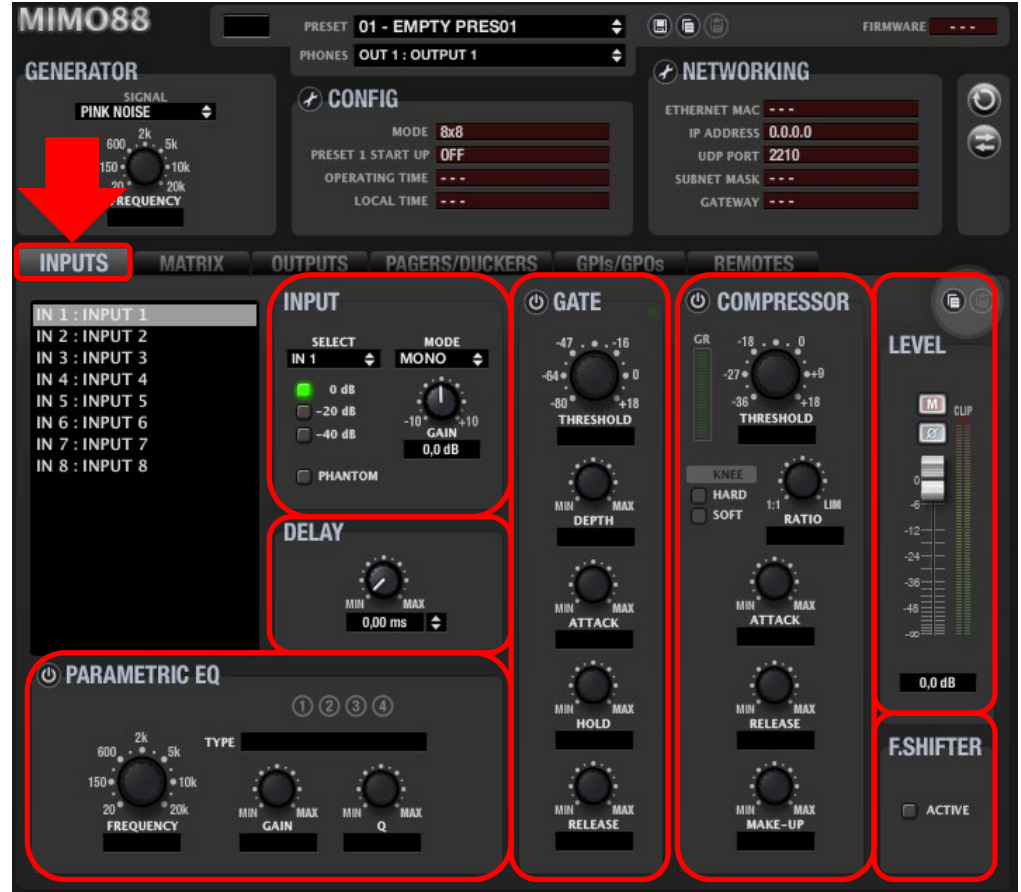 MIMO88
PRESET 01 - EMPTY PRES01
FIRMWARE - - -
PHONES OUT 1 : OUTPUT 1
GENERATOR
SIGNAL
PINK NOISE
2k
600 5k
150 10k
20 20k
FREQUENCY
CONFIG
MODE 8x8
PRESET 1 START UP OFF
OPERATING TIME - - -
LOCAL TIME - - -
NETWORKING
ETHERNET MAC - - -
IP ADDRESS 0.0.0.0
UDP PORT 2210
SUBNET MASK - - -
GATEWAY - - -
INPUTS MATRIX OUTPUTS PAGERS/DUCKERS GPIs/GPOs REMOTES
IN 1 : INPUT 1
IN 2 : INPUT 2
IN 3 : INPUT 3
IN 4 : INPUT 4
IN 5 : INPUT 5
IN 6 : INPUT 6
IN 7 : INPUT 7
IN 8 : INPUT 8
INPUT
SELECT MODE
IN 1 MONO
0 dB
-20 dB
-40 dB
-10 +10
GAIN
0,0 dB
PHANTOM
DELAY
MIN MAX
0,00 ms
PARAMETRIC EQ
1 2 3 4
TYPE
2k
600 5k
150 10k
20 20k
FREQUENCY
MIN MAX
GAIN
MIN MAX
Q
GATE
-47 -16
-64 0
-80 +18
THRESHOLD
MIN MAX
DEPTH
MIN MAX
ATTACK
MIN MAX
HOLD
MIN MAX
RELEASE
COMPRESSOR
GR
-18 0
-27 +9
-36 +18
THRESHOLD
KNEE
HARD
SOFT
1:1 LIM
RATIO
MIN MAX
ATTACK
MIN MAX
RELEASE
MIN MAX
MAKE-UP
LEVEL
M
CLIP
Ø
0
-6
-12
-24
-36
-48
-∞
0,0 dB
F.SHIFTER
ACTIVE